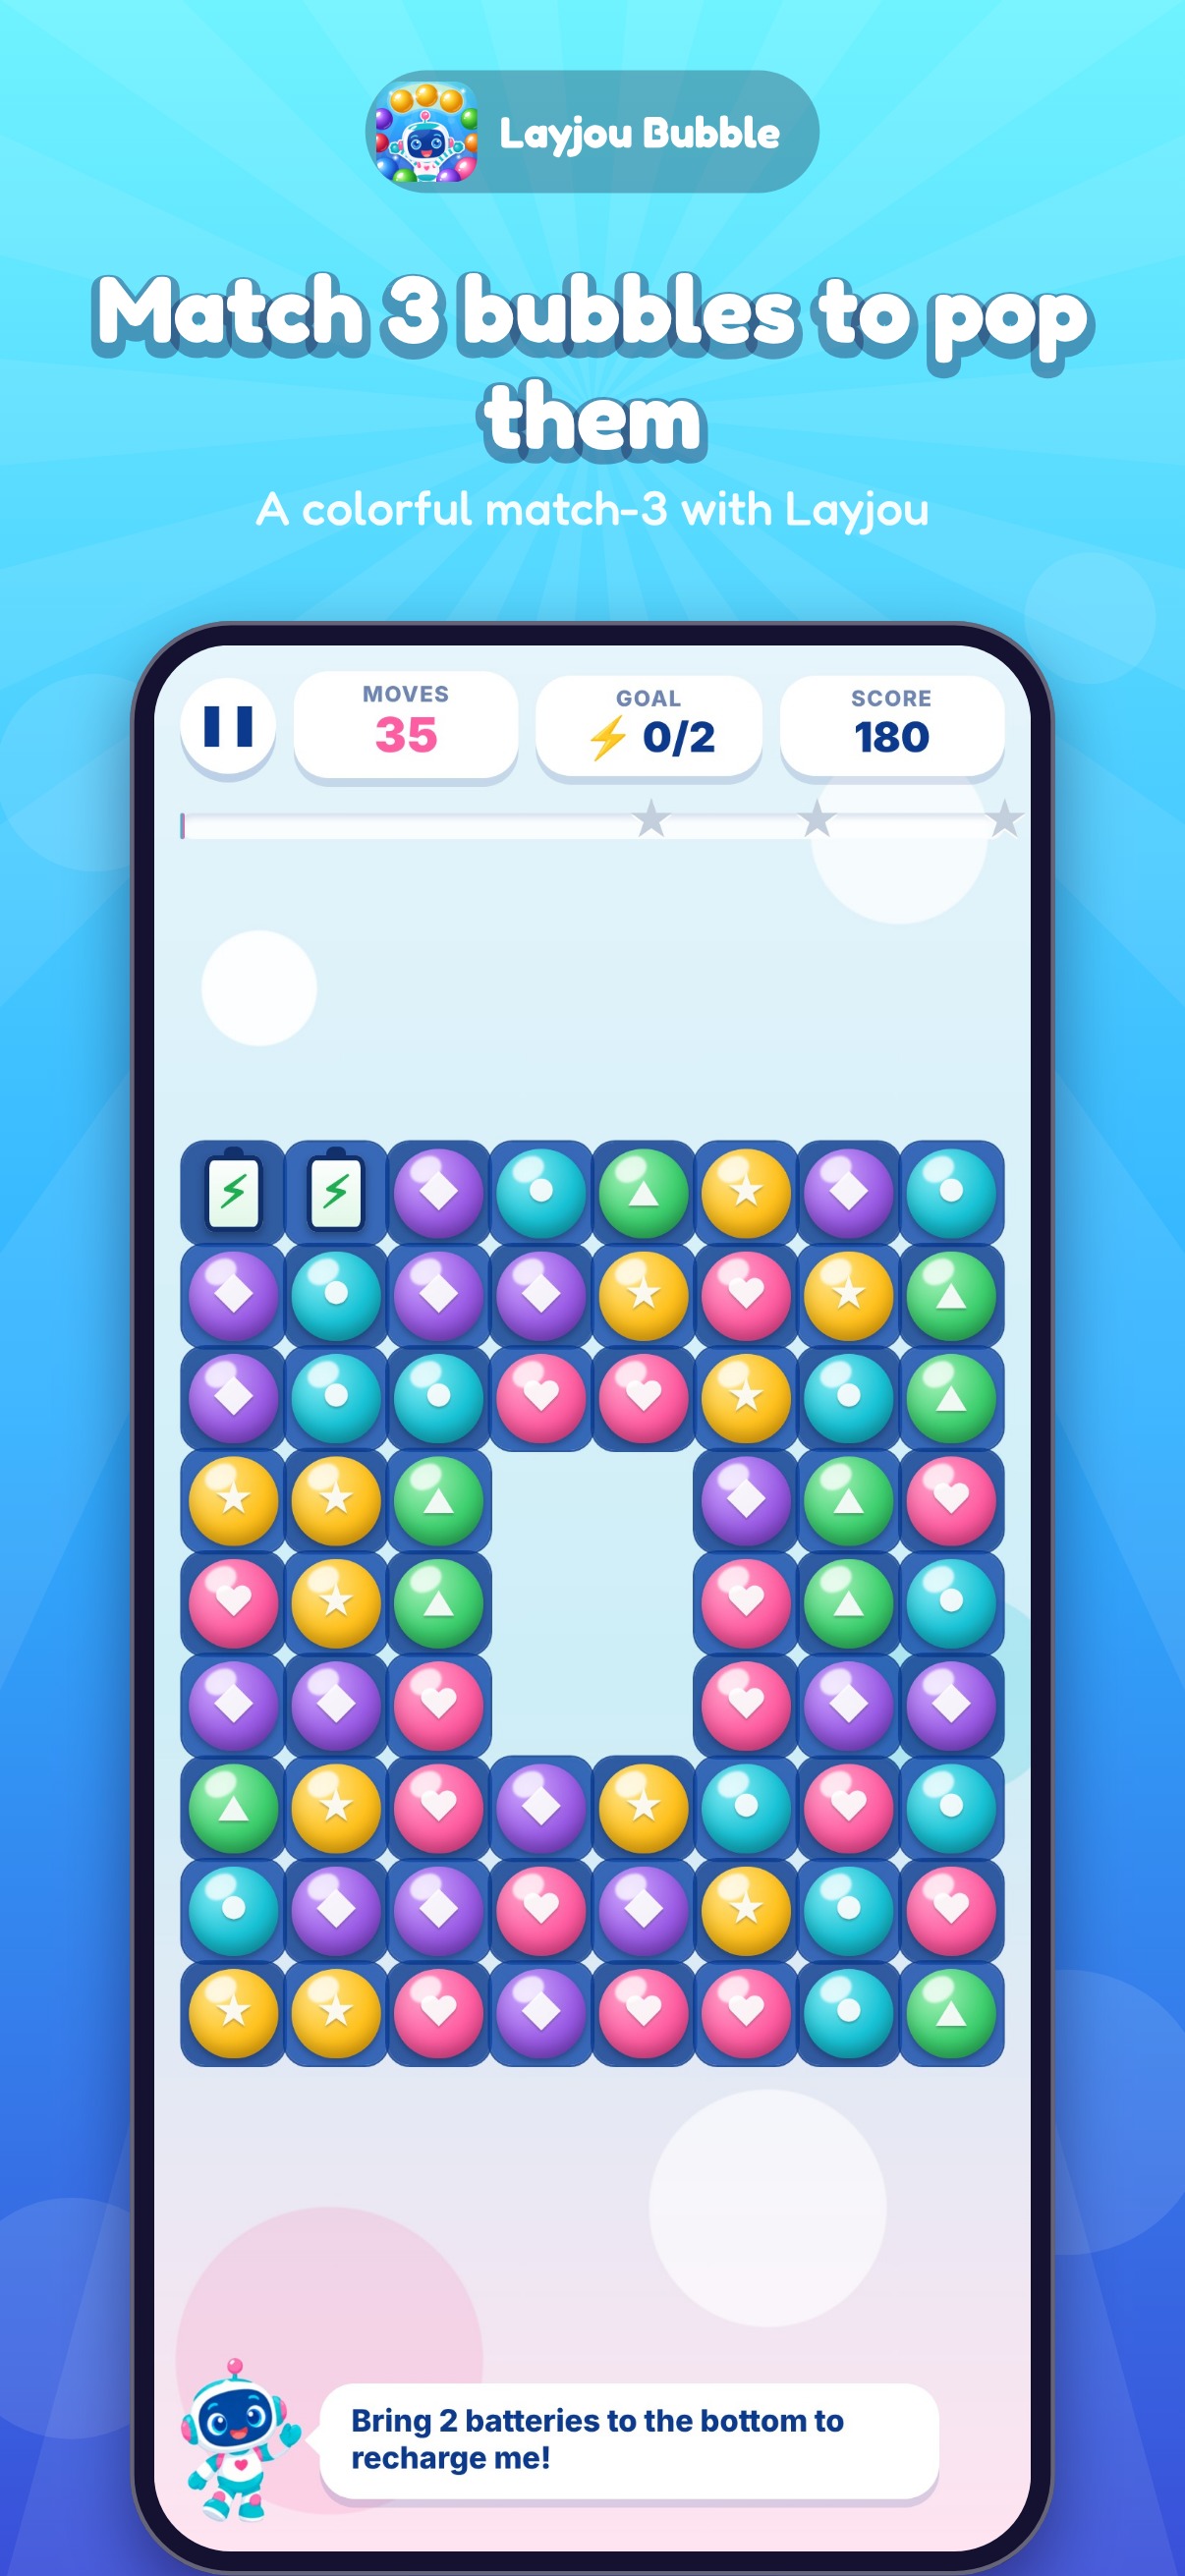 Layjou Bubble
Match 3 bubbles to pop
them
A colorful match-3 with Layjou
MOVES
35
GOAL
⚡ 0/2
SCORE
180
Bring 2 batteries to the bottom to
recharge me!